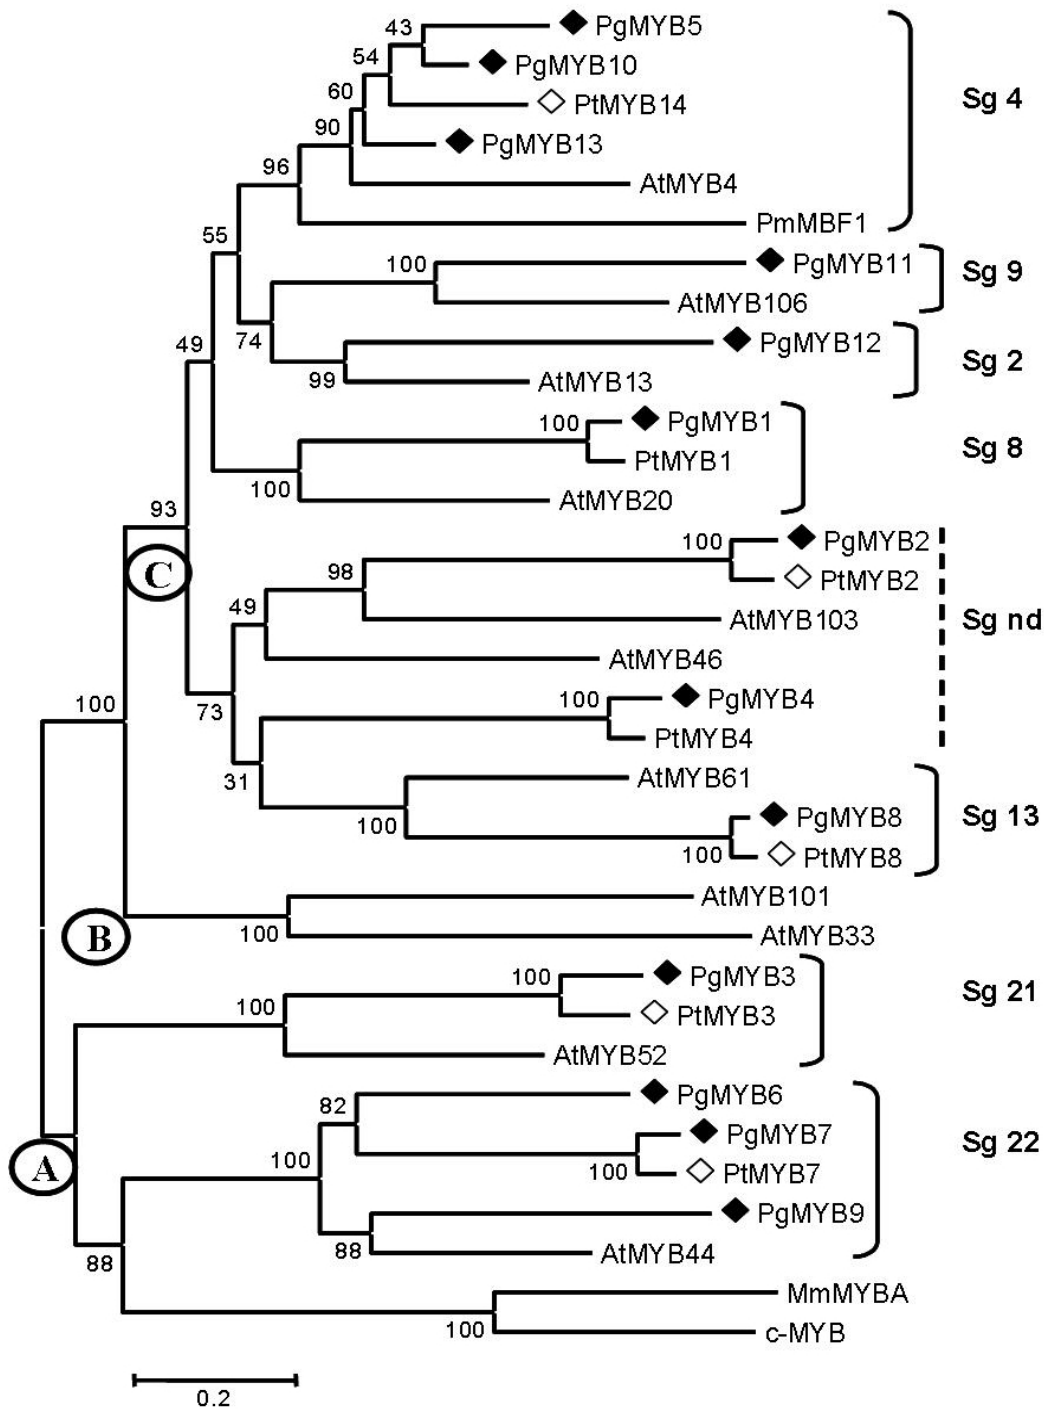 43
PgMYB5
54
PgMYB10
Sg 4
60
PtMYB14
90
PgMYB13
96
AtMYB4
PmMBF1
55
100
PgMYB11
Sg 9
AtMYB106
49
74
PgMYB12
Sg 2
99
AtMYB13
100
PgMYB1
Sg 8
PtMYB1
100
AtMYB20
93
100
PgMYB2
C
98
PtMYB2
49
AtMYB103
Sg nd
AtMYB46
100
73
100
PgMYB4
PtMYB4
31
AtMYB61
100
PgMYB8
Sg 13
100
PtMYB8
AtMYB101
B
100
AtMYB33
100
PgMYB3
Sg 21
100
PtMYB3
AtMYB52
82
PgMYB6
PgMYB7
Sg 22
A
100
100
PtMYB7
PgMYB9
88
88
AtMYB44
MmMYBA
100
c-MYB
0.2